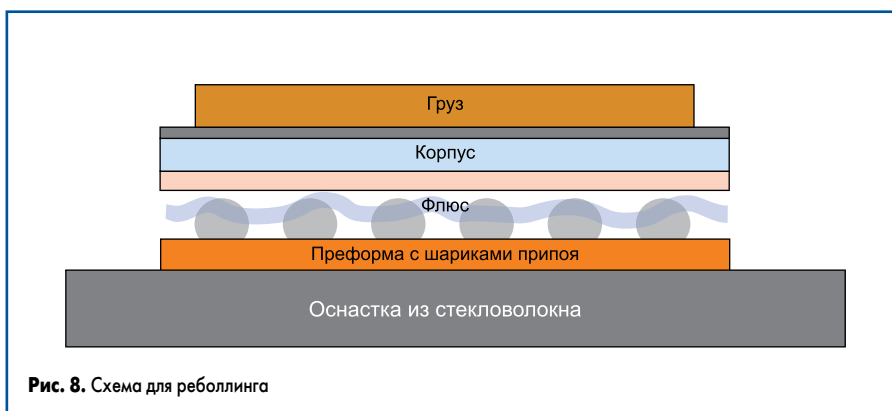 Груз
Корпус
Флюс
Преформа с шариками припоя
Оснастка из стекловолокна
Рис. 8. Схема для реболлинга